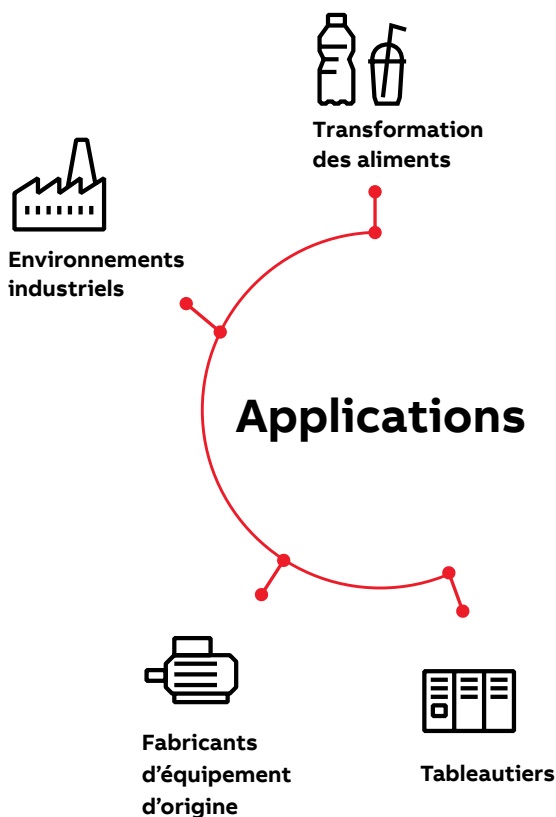 Transformation
des aliments
Environnements
industriels
Applications
Fabricants
d'équipement
d'origine
Tableautiers